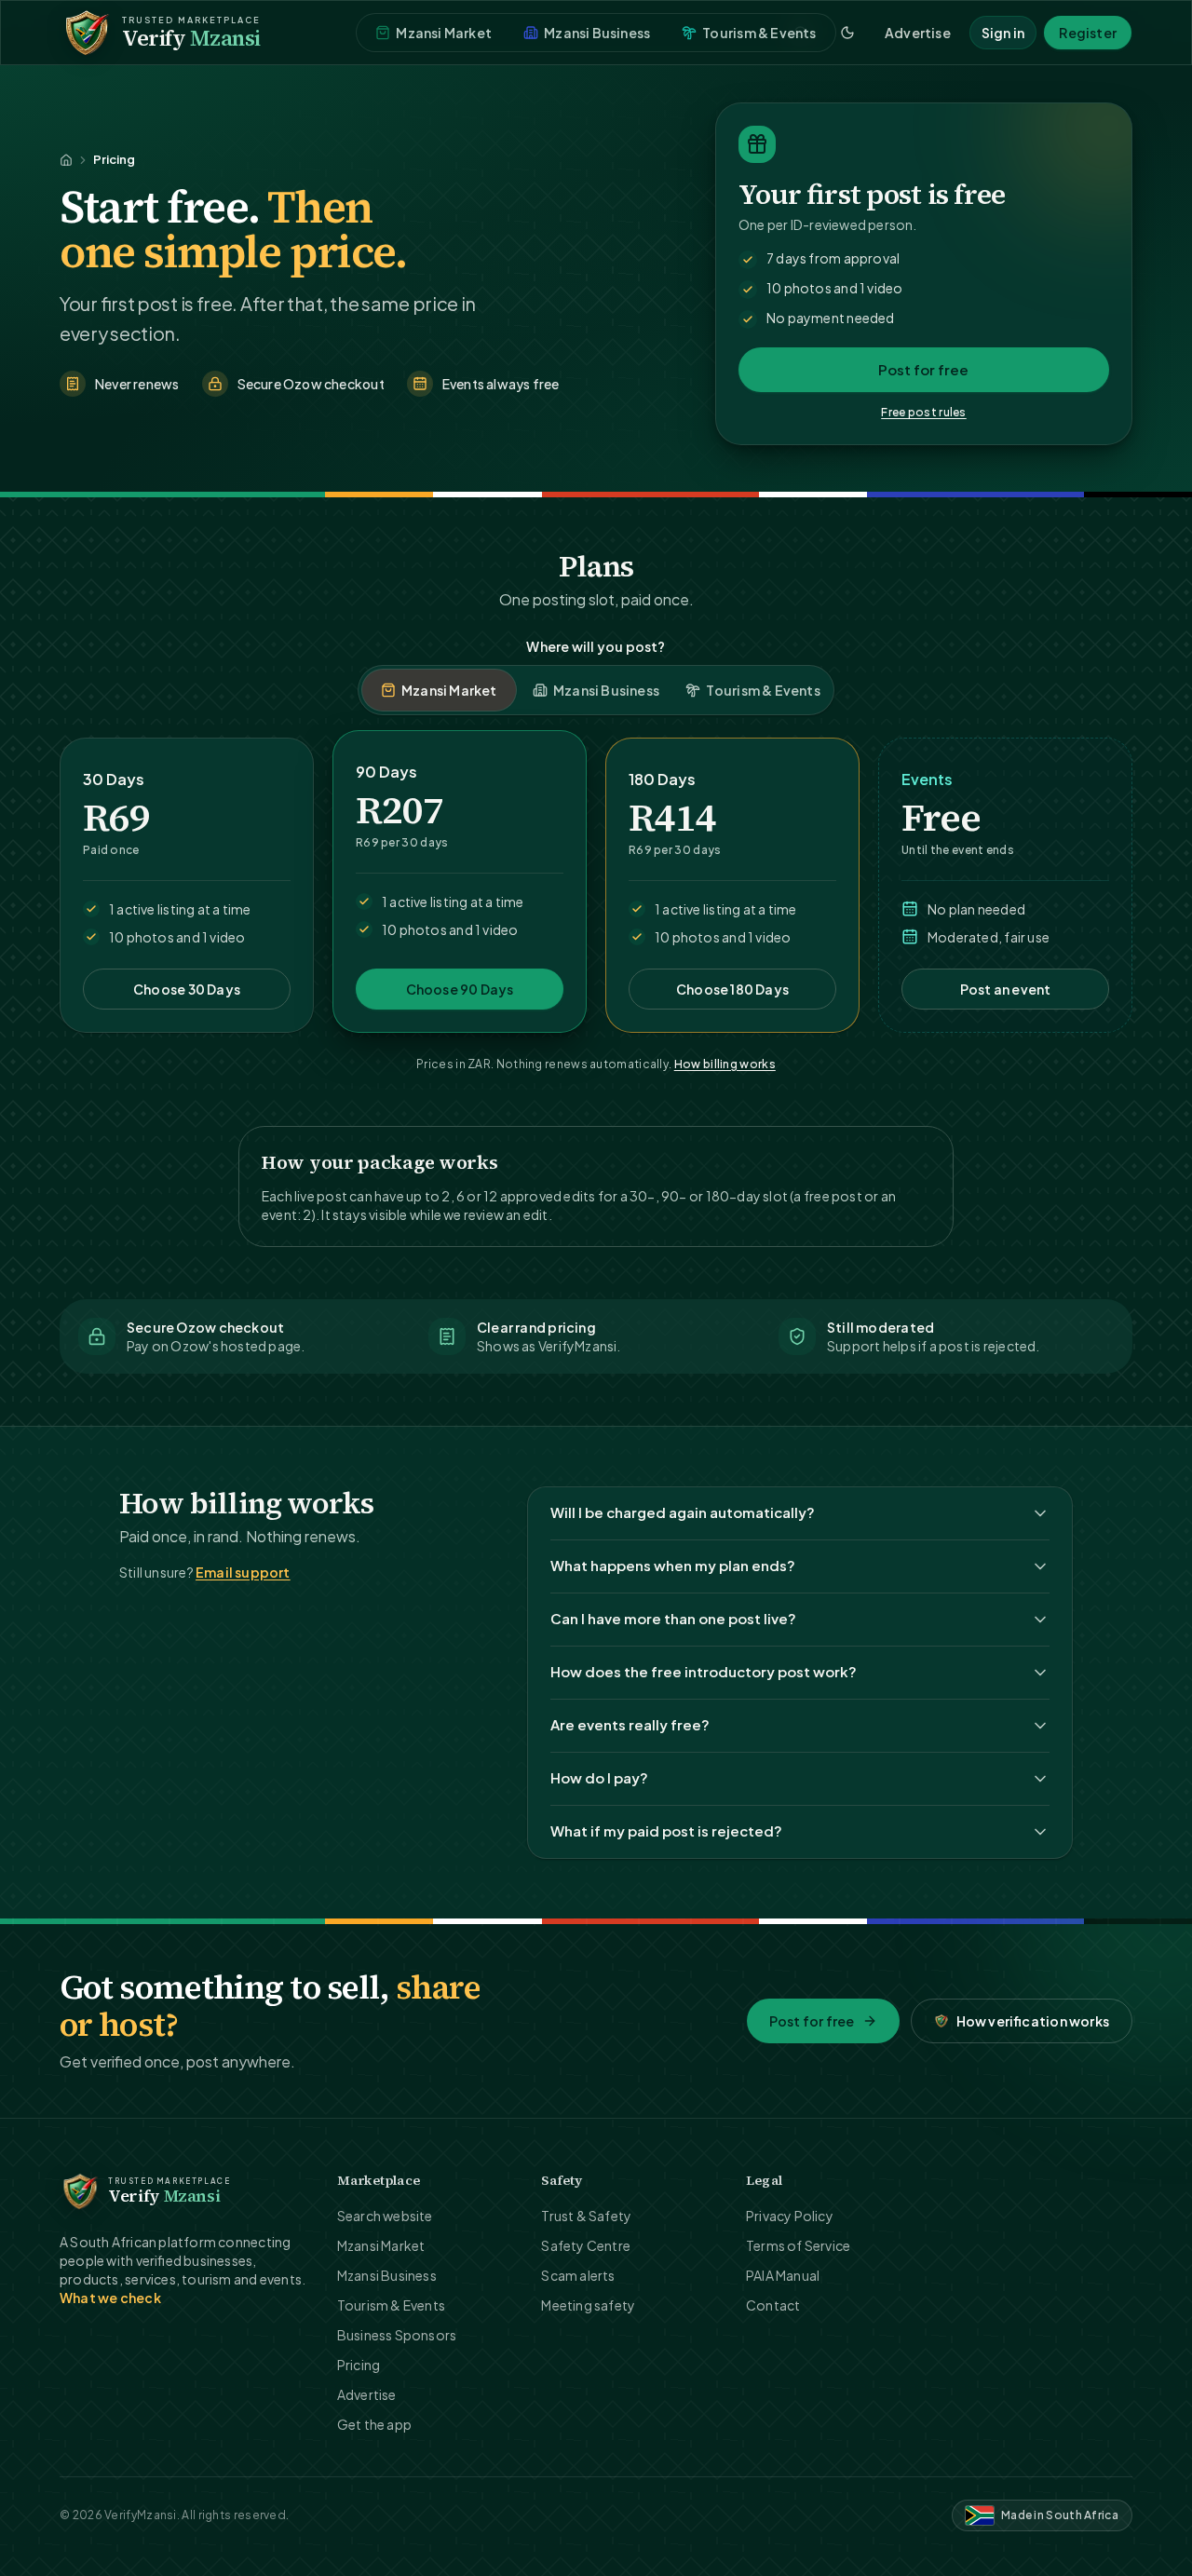 TRUSTED MARKETPLACE
Verify Mzansi
Mzansi Market
Mzansi Business
Tourism & Events
Advertise
Sign in
Register
Pricing
Start free. Then
one simple price.
Your first post is free. After that, the same price in
every section.
Never renews
Secure Ozow checkout
Events always free
Your first post is free
One per ID-reviewed person.
7 days from approval
10 photos and 1 video
No payment needed
Post for free
Free post rules
Plans
One posting slot, paid once.
Where will you post?
Mzansi Market
Mzansi Business
Tourism & Events
30 Days
R69
Paid once
1 active listing at a time
10 photos and 1 video
Choose 30 Days
90 Days
R207
R69 per 30 days
1 active listing at a time
10 photos and 1 video
Choose 90 Days
180 Days
R414
R69 per 30 days
1 active listing at a time
10 photos and 1 video
Choose 180 Days
Events
Free
Until the event ends
No plan needed
Moderated, fair use
Post an event
Prices in ZAR. Nothing renews automatically. How billing works
How your package works
Each live post can have up to 2, 6 or 12 approved edits for a 30-, 90- or 180-day slot (a free post or an
event: 2). It stays visible while we review an edit.
Secure Ozow checkout
Pay on Ozow's hosted page.
Clear rand pricing
Shows as VerifyMzansi.
Still moderated
Support helps if a post is rejected.
How billing works
Paid once, in rand. Nothing renews.
Still unsure? Email support
Will I be charged again automatically?
What happens when my plan ends?
Can I have more than one post live?
How does the free introductory post work?
Are events really free?
How do I pay?
What if my paid post is rejected?
Got something to sell, share
or host?
Get verified once, post anywhere.
Post for free
How verification works
TRUSTED MARKETPLACE
Verify Mzansi
A South African platform connecting
people with verified businesses,
products, services, tourism and events.
What we check
Marketplace
Search website
Mzansi Market
Mzansi Business
Tourism & Events
Business Sponsors
Pricing
Advertise
Get the app
Safety
Trust & Safety
Safety Centre
Scam alerts
Meeting safety
Legal
Privacy Policy
Terms of Service
PAIA Manual
Contact
© 2026 VerifyMzansi. All rights reserved.
Made in South Africa